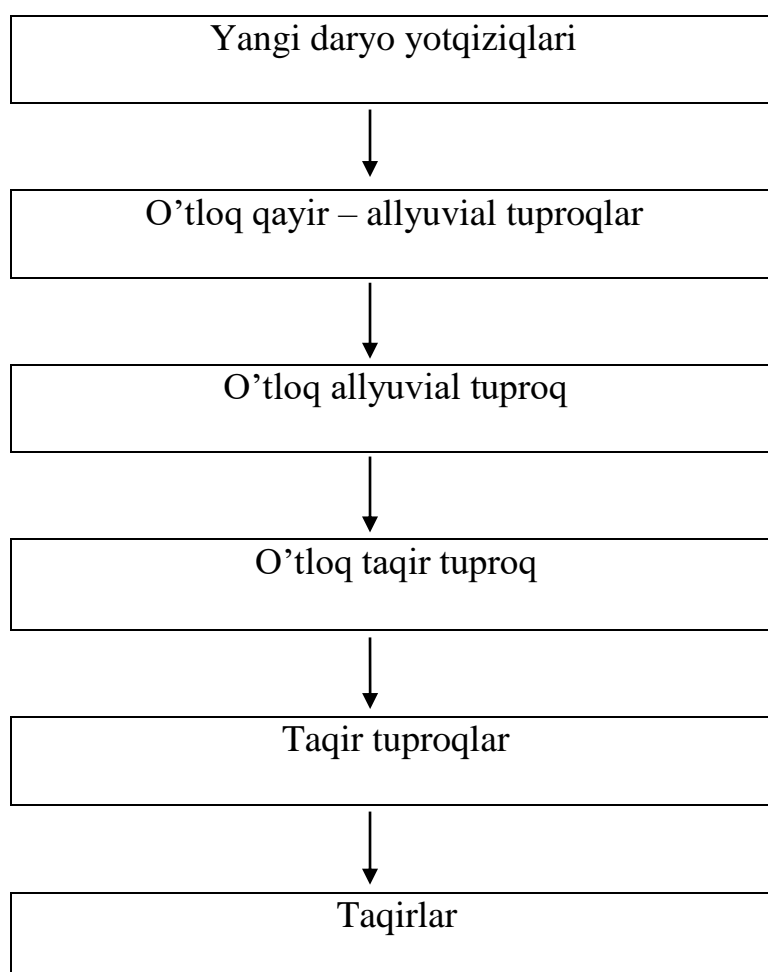 Yangi daryo yotqiziqlari
O’tloq qayir – allyuvial tuproqlar
O’tloq allyuvial tuproq
O’tloq taqir tuproq
Taqir tuproqlar
Taqirlar